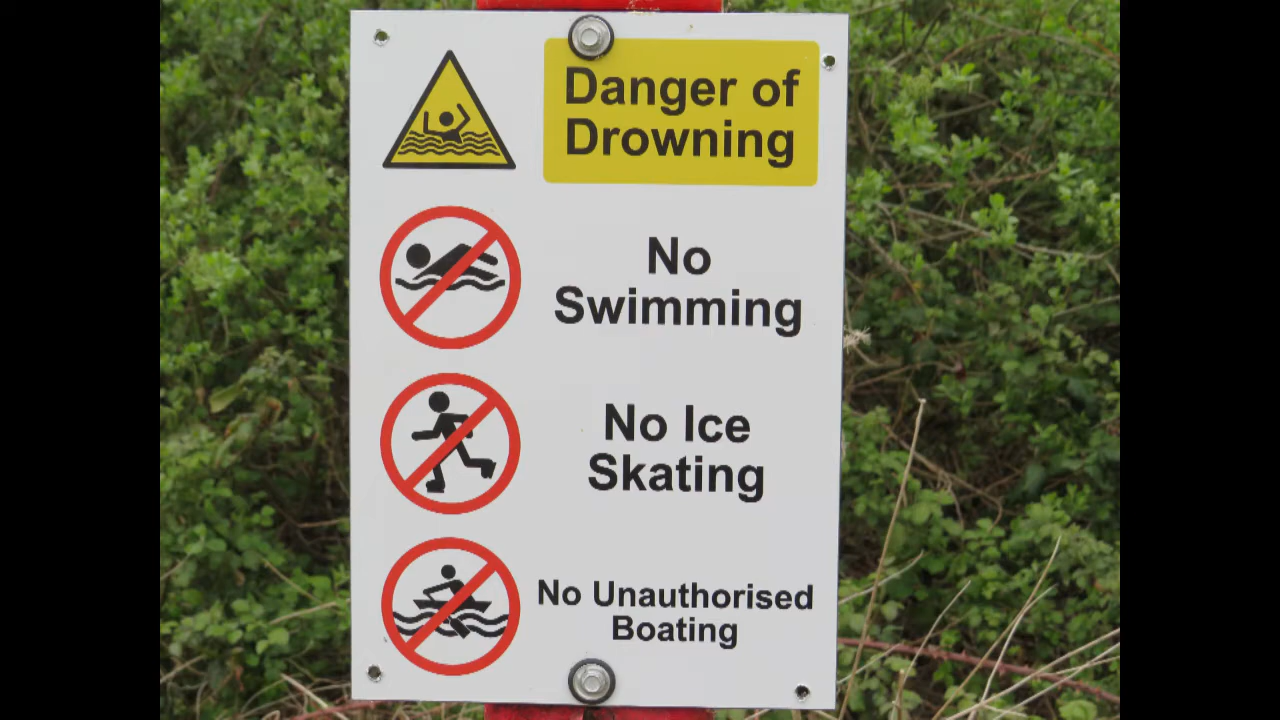 Danger of
Drowning
No
Swimming
No Ice
Skating
No Unauthorised
Boating